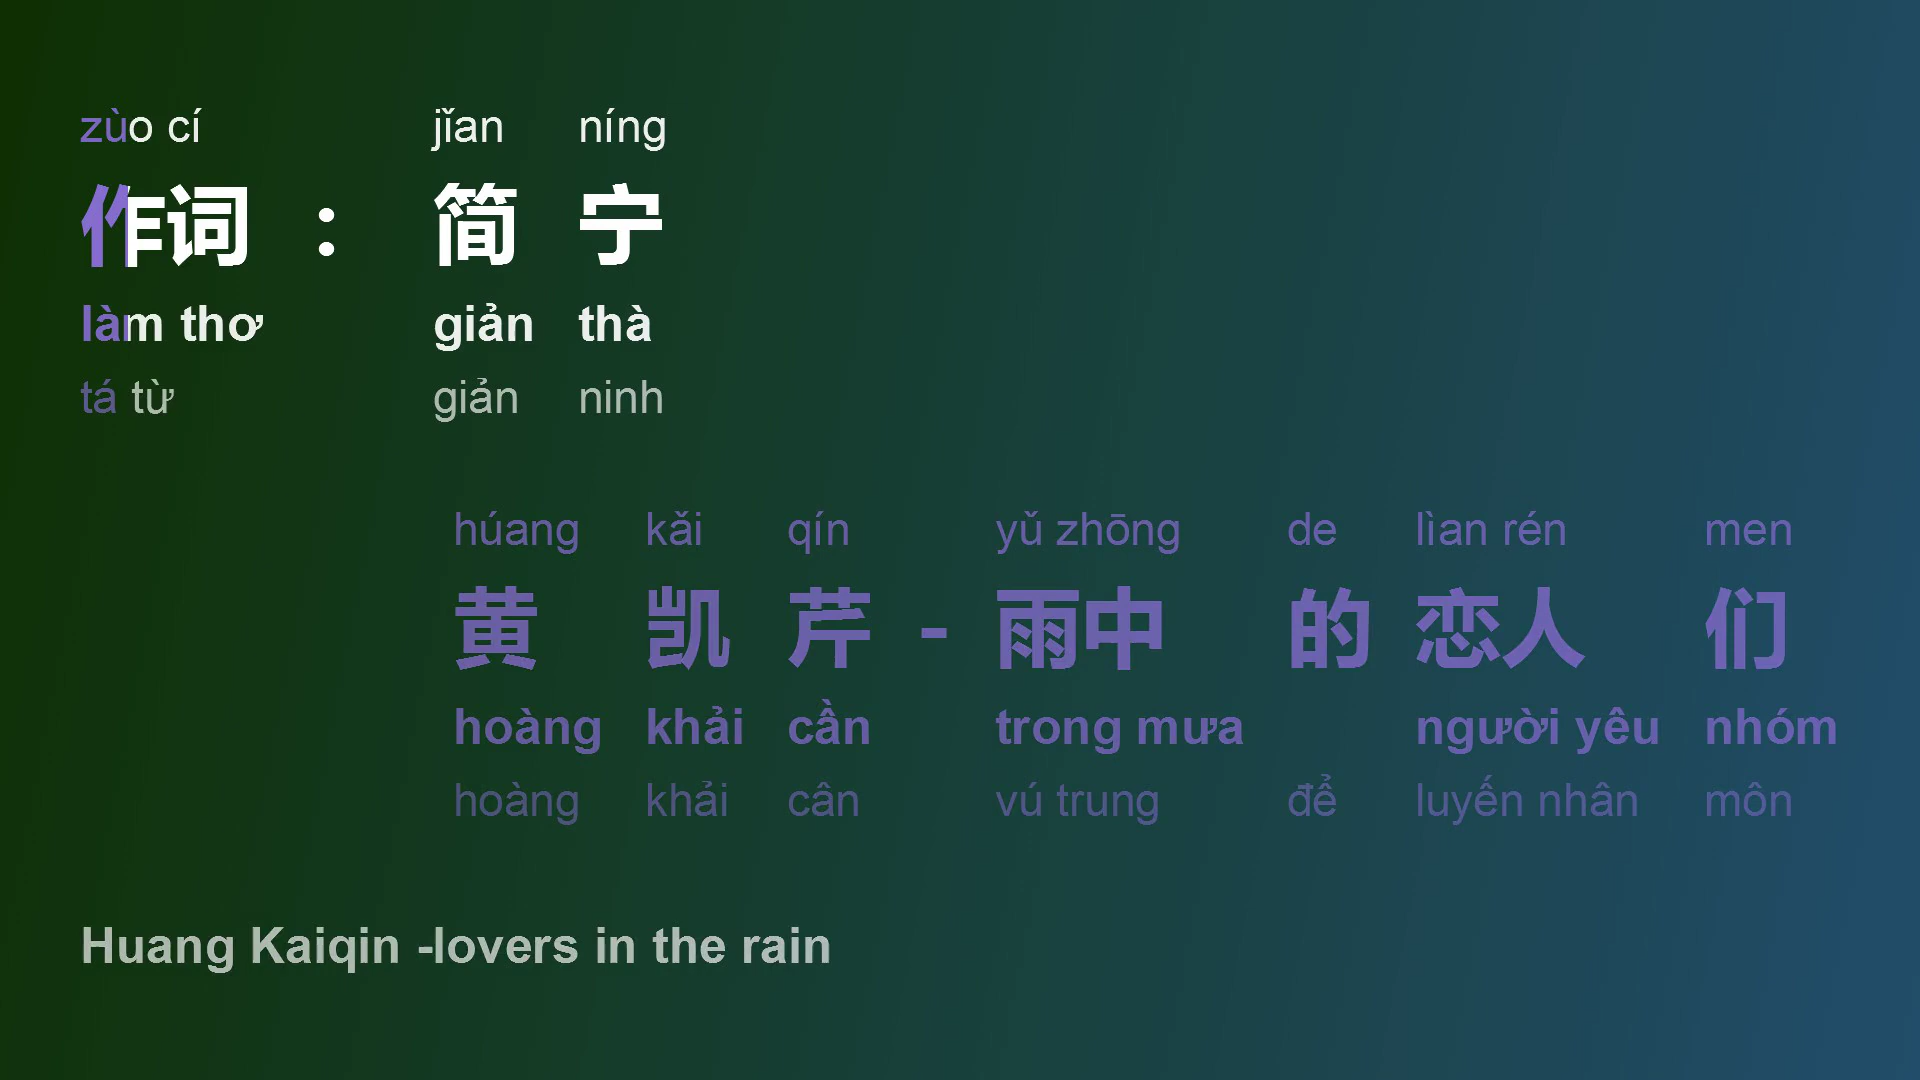 zùo cí jǐan níng
作词 : 简 宁
làm thơ giản thà
tá từ giản ninh
húang kǎi qín yǔ zhōng de lìan rén men
黄 凯 芹 - 雨中 的 恋人 们
hoàng khải cần trong mưa người yêu nhóm
hoàng khải cân vú trung để luyến nhân môn
Huang Kaiqin -lovers in the rain